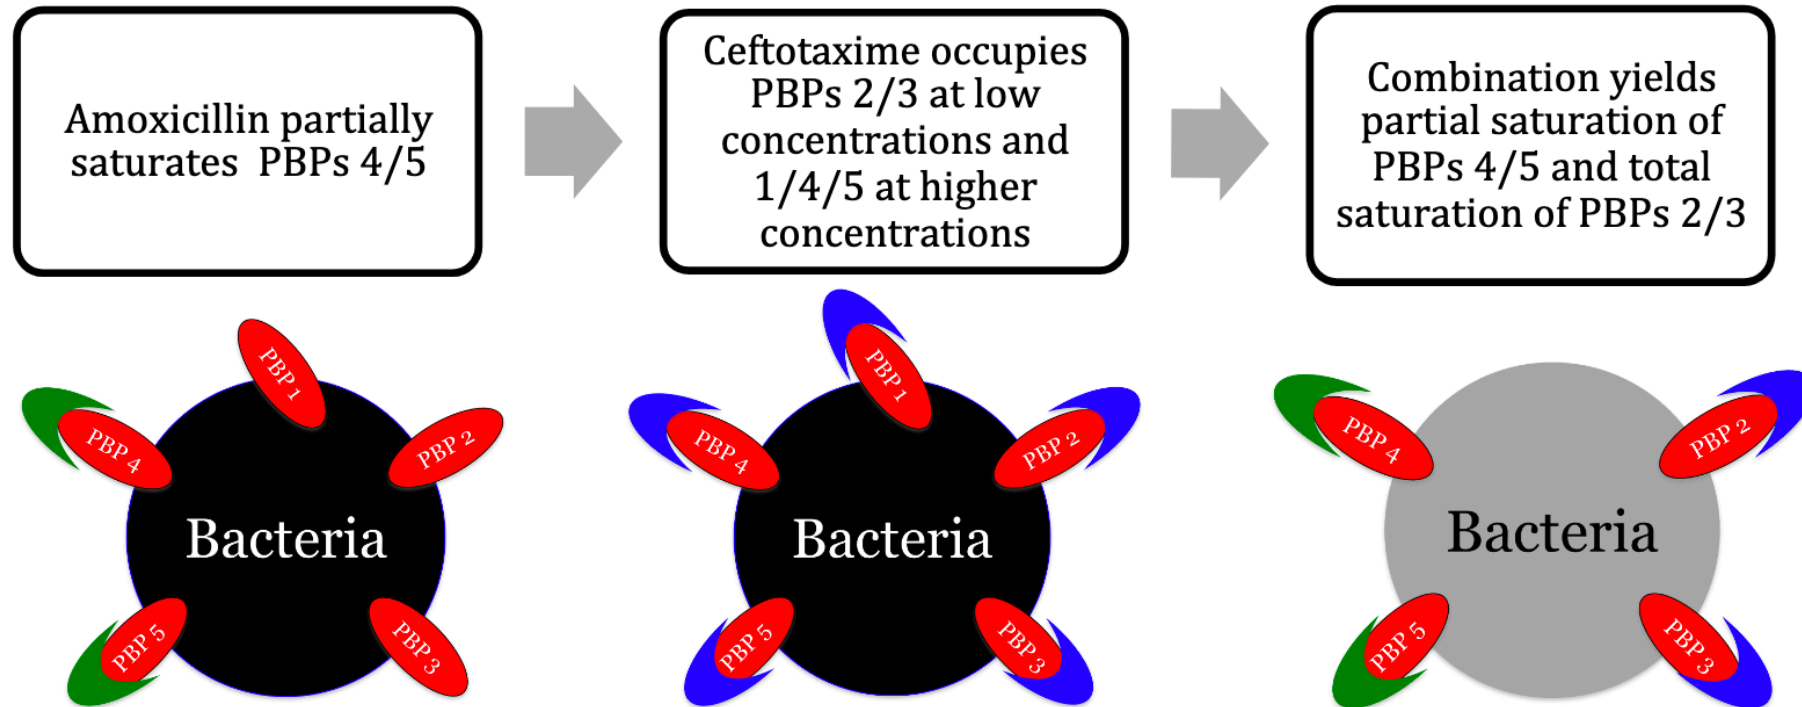 Amoxicillin partially
saturates PBPs 4/5
Ceftotaxime occupies
PBPs 2/3 at low
concentrations and
1/4/5 at higher
concentrations
Combination yields
partial saturation of
PBPs 4/5 and total
saturation of PBPs 2/3
PBP 1
PBP 4
PBP 2
Bacteria
PBP 5
PBP 3
PBP 1
PBP 4
PBP 2
Bacteria
PBP 5
PBP 3
PBP 4
PBP 2
Bacteria
PBP 5
PBP 3